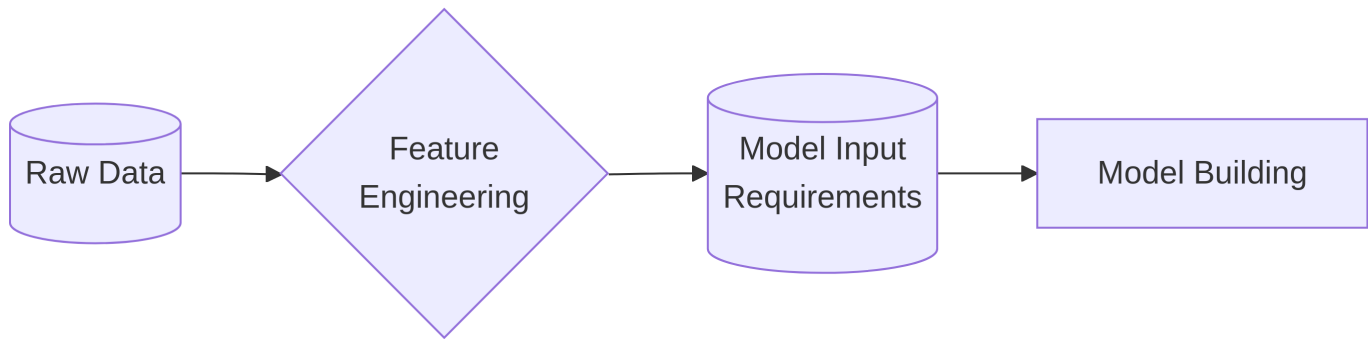 Raw Data
Feature
Engineering
Model Input
Requirements
Model Building